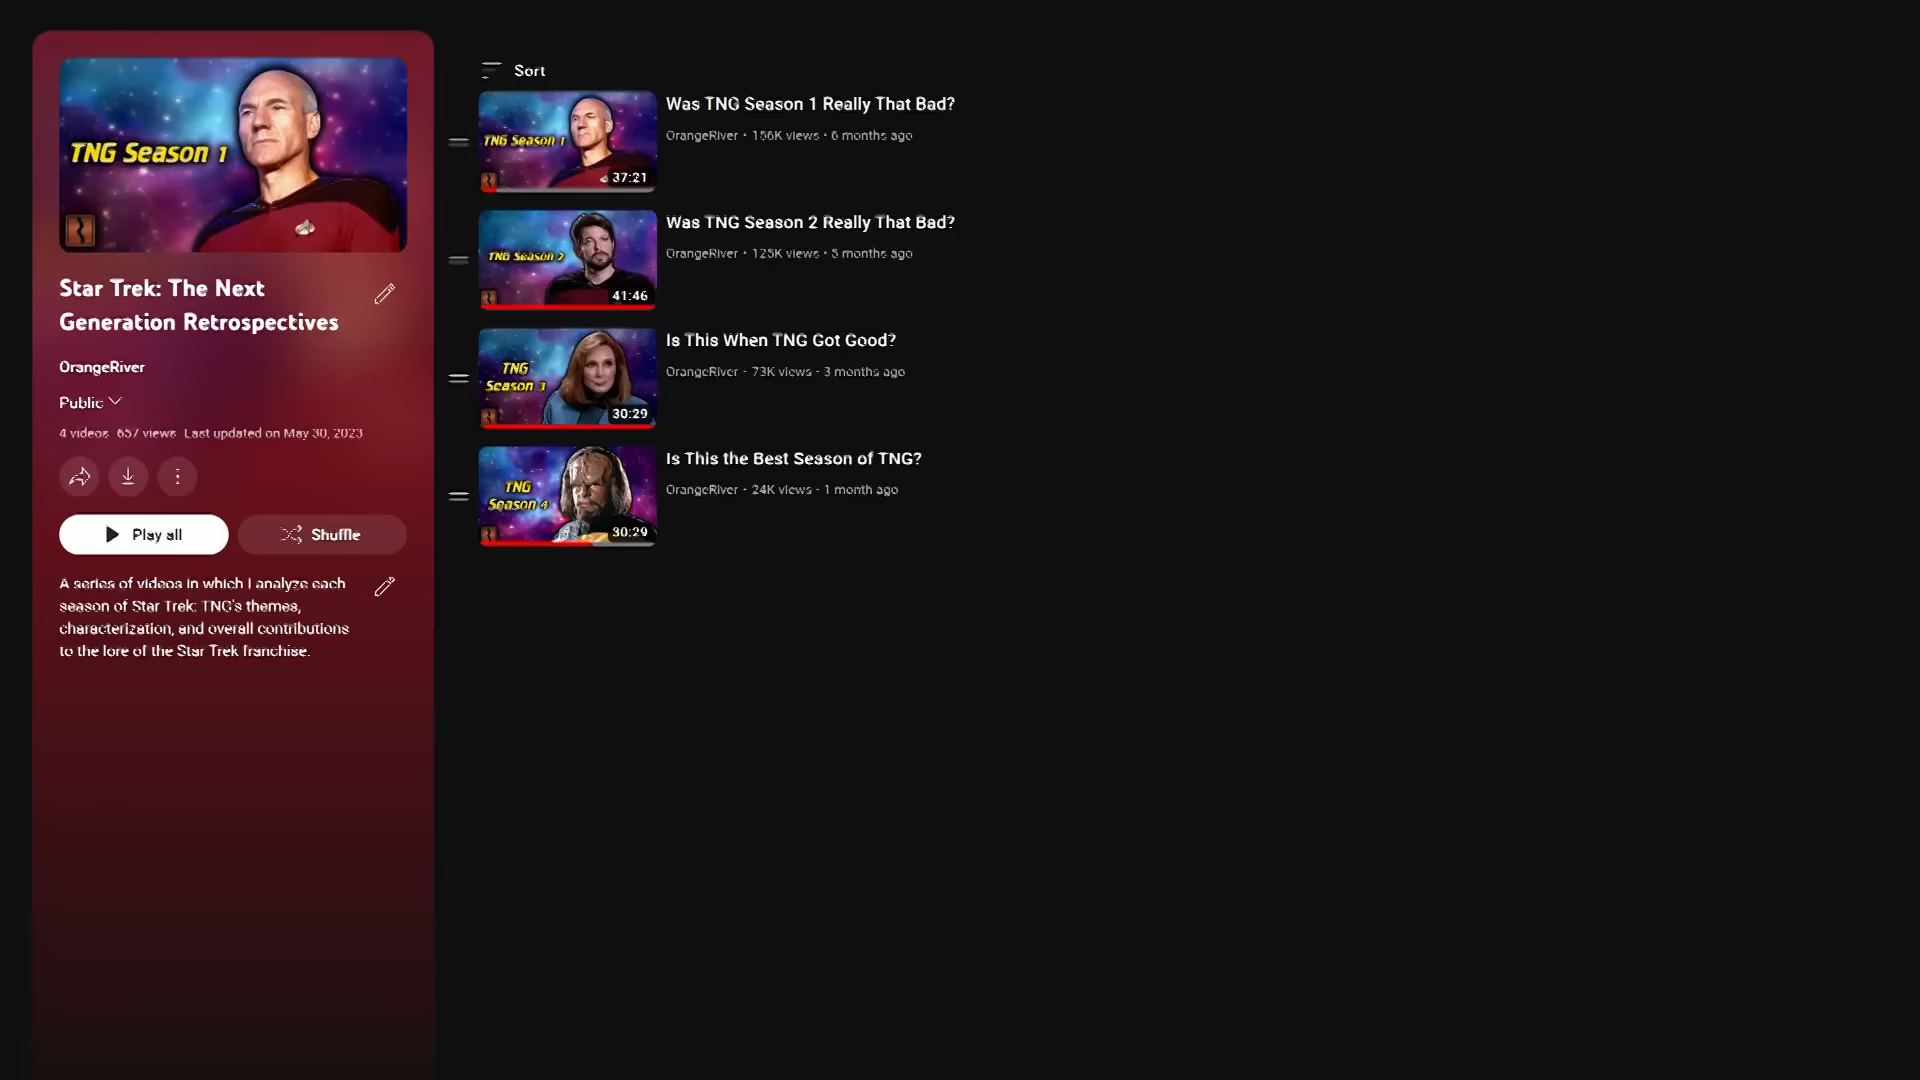 TNG Season 1
Star Trek: The Next
Generation Retrospectives
OrangeRiver
Public
4 videos 657 views Last updated on May 30, 2023
Play all
Shuffle
A series of videos in which I analyze each
season of Star Trek: TNG's themes,
characterization, and overall contributions
to the lore of the Star Trek franchise.
Sort
TNG Season 1
37:21
Was TNG Season 1 Really That Bad?
OrangeRiver • 156K views • 6 months ago
TNG Season 2
41:46
Was TNG Season 2 Really That Bad?
OrangeRiver • 125K views • 5 months ago
TNG
Season 3
30:29
Is This When TNG Got Good?
OrangeRiver • 73K views • 3 months ago
TNG
Season 4
30:29
Is This the Best Season of TNG?
OrangeRiver • 24K views • 1 month ago